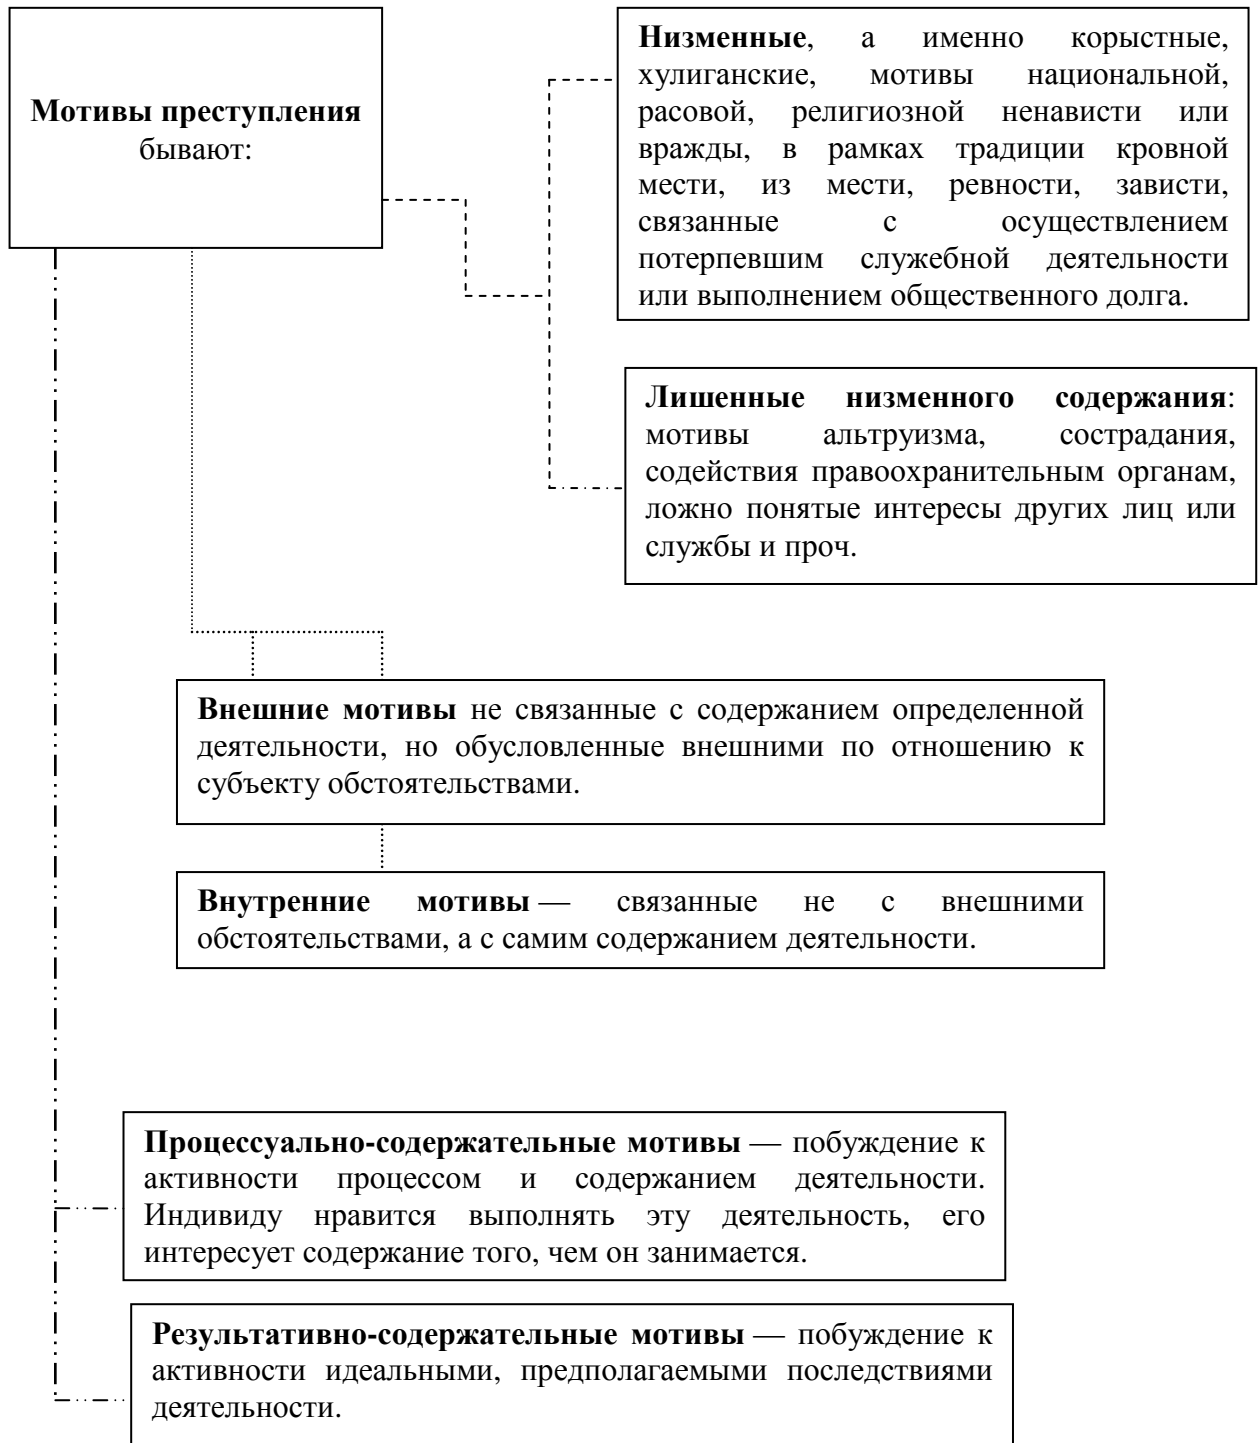 Мотивы преступления
бывают:
Низменные, а именно корыстные,
хулиганские, мотивы национальной,
расовой, религиозной ненависти или
вражды, в рамках традиции кровной
мести, из мести, ревности, зависти,
связанные с осуществлением
потерпевшим служебной деятельности
или выполнением общественного долга.
Лишенные низменного содержания:
мотивы альтруизма, сострадания,
содействия правоохранительным органам,
ложно понятые интересы других лиц или
службы и проч.
Внешние мотивы не связанные с содержанием определенной
деятельности, но обусловленные внешними по отношению к
субъекту обстоятельствами.
Внутренние мотивы — связанные не с внешними
обстоятельствами, а с самим содержанием деятельности.
Процессуально-содержательные мотивы — побуждение к
активности процессом и содержанием деятельности.
Индивиду нравится выполнять эту деятельность, его
интересует содержание того, чем он занимается.
Результативно-содержательные мотивы — побуждение к
активности идеальными, предполагаемыми последствиями
деятельности.